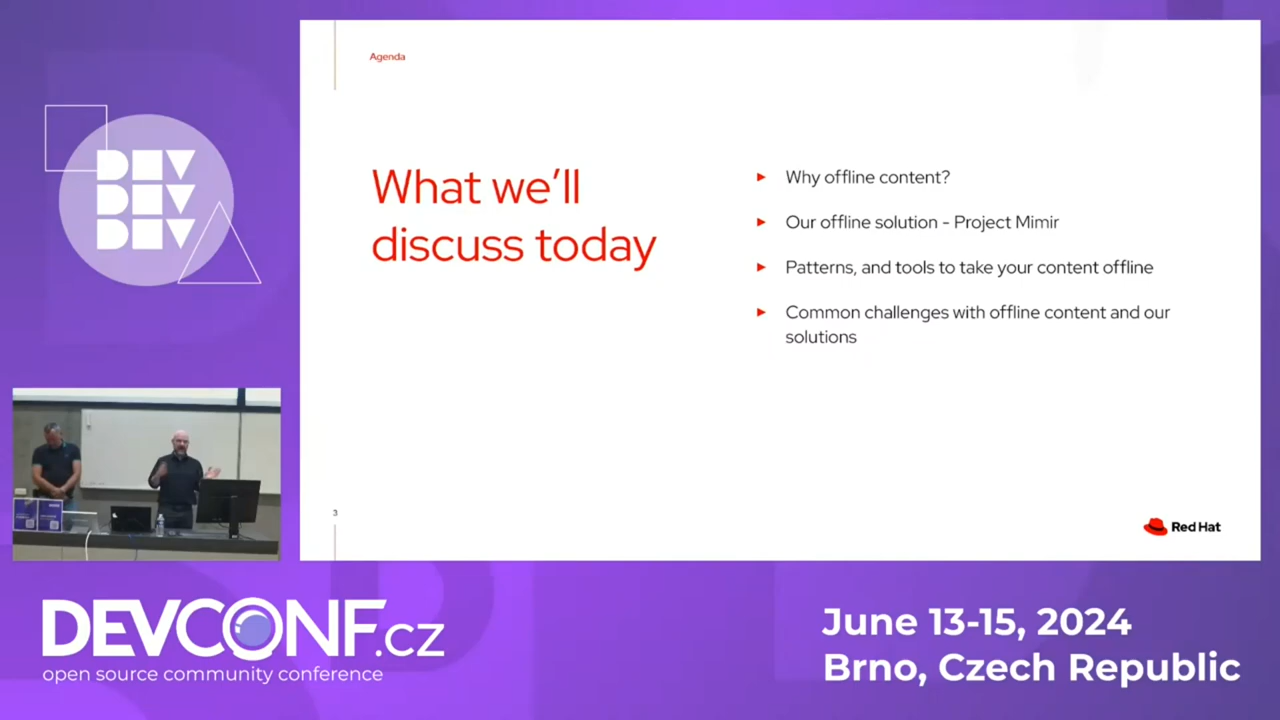 Agenda
What we'll
discuss today
► Why offline content?
► Our offline solution - Project Mimir
► Patterns, and tools to take your content offline
► Common challenges with offline content and our
solutions
3
Red Hat
DEV
DEV
DEV
DEVCONF.cz
open source community conference
June 13-15, 2024
Brno, Czech Republic